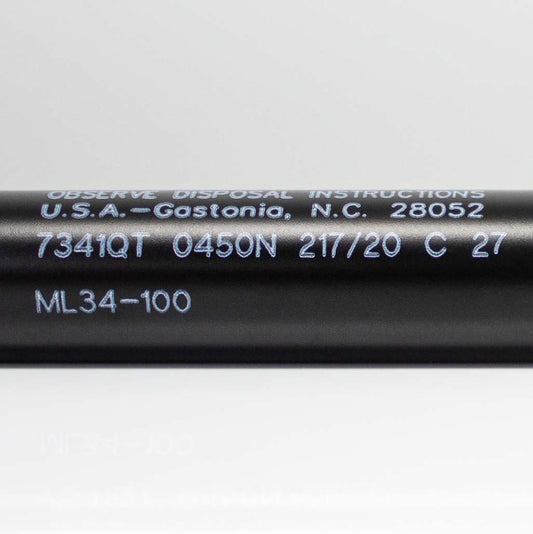 OBSERVE DISPOSAL INSTRUCTIONS
U.S.A.-Gastonia, N.C. 28052
7341QT 0450N 217/20 C 27
ML34-100